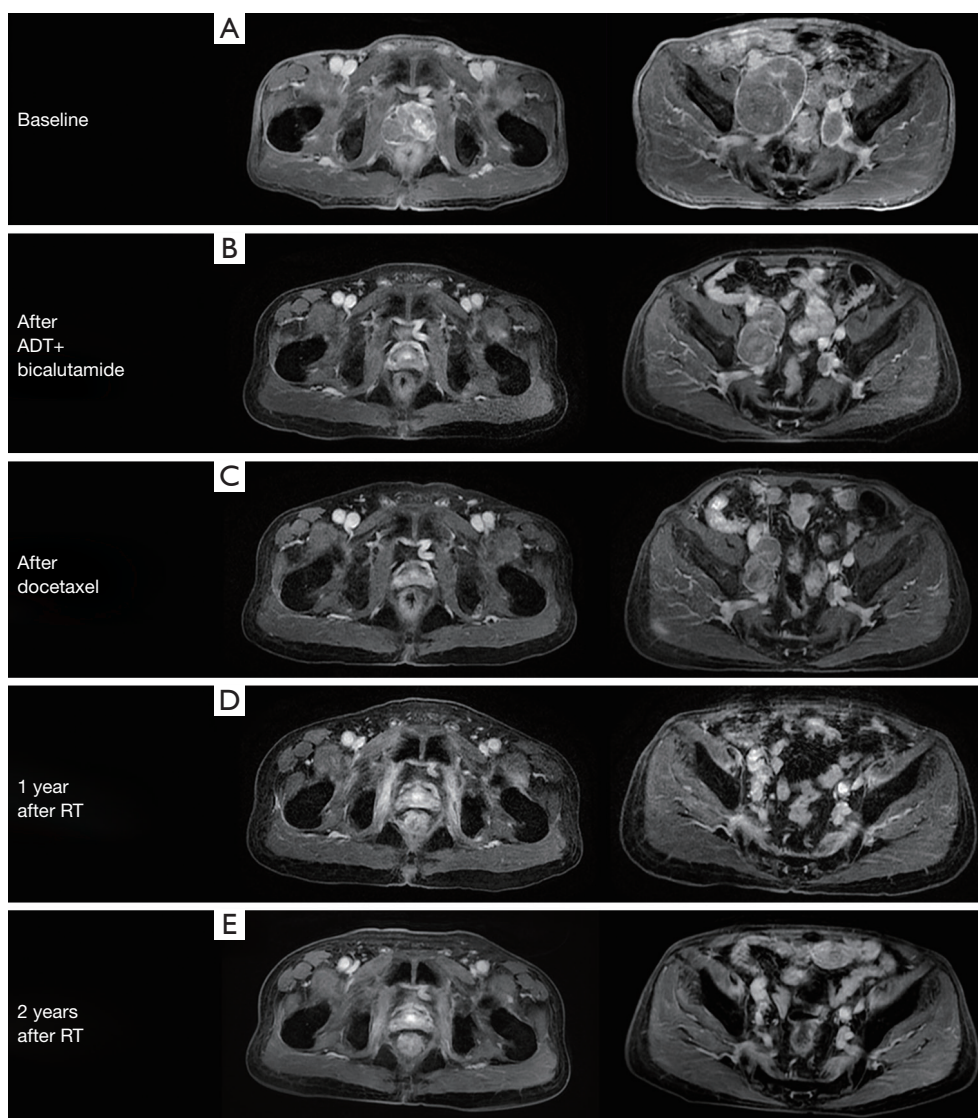 A
Baseline
B
After
ADT+
bicalutamide
C
After
docetaxel
D
1 year
after RT
E
2 years
after RT